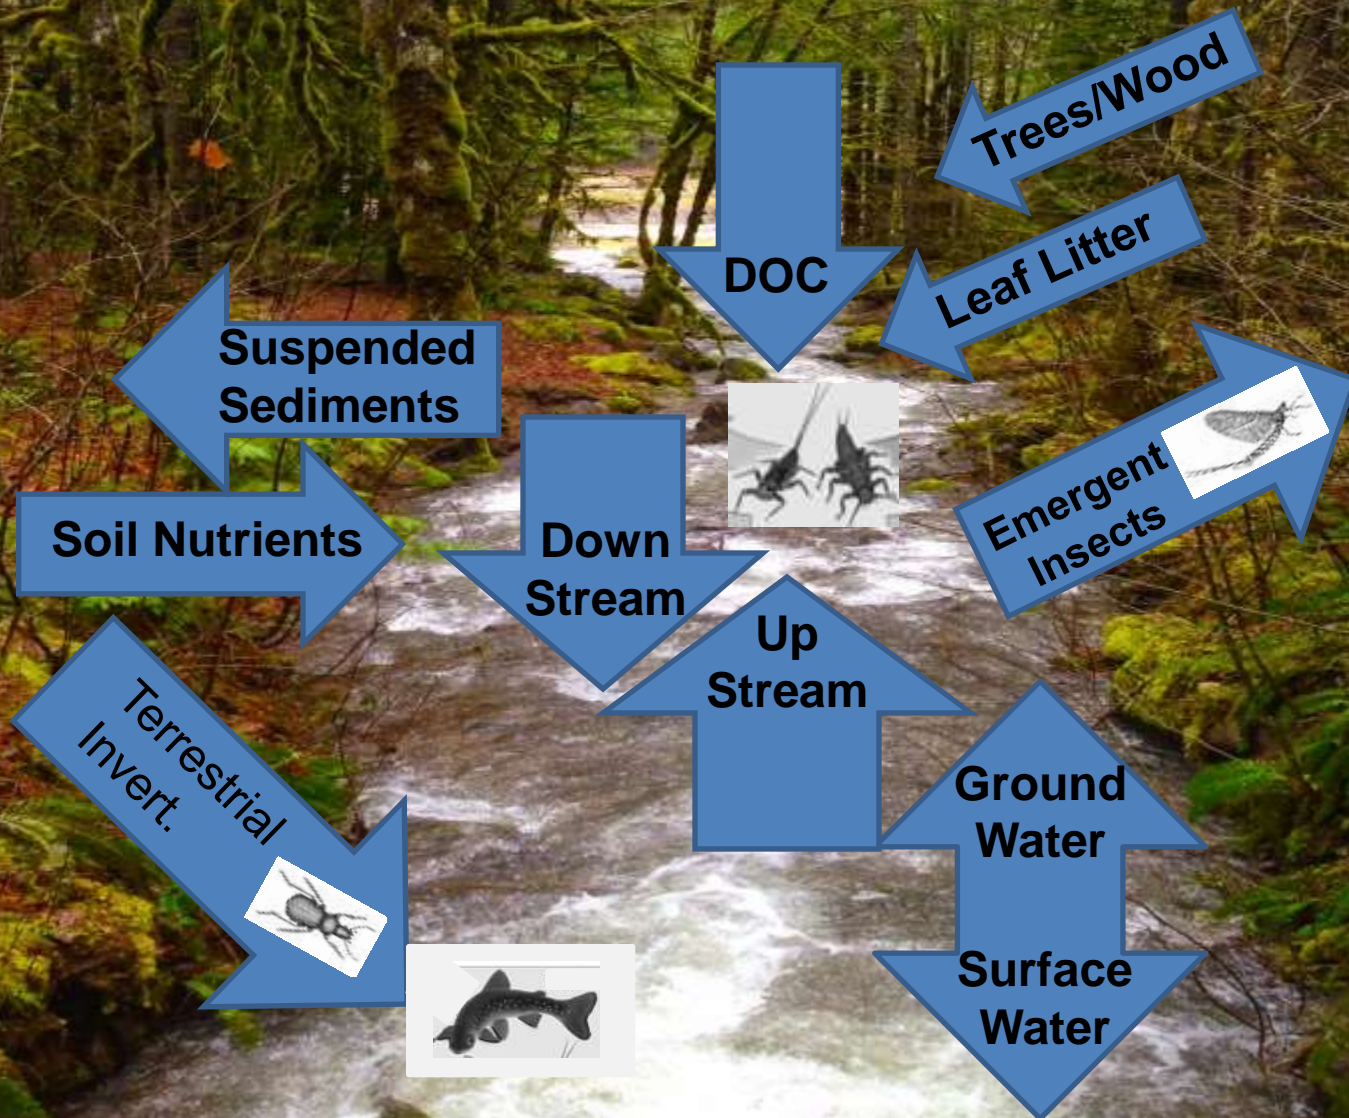 Trees/Wood
DOC
Leaf Litter
Suspended
Sediments
Emergent
Insects
Soil Nutrients
Down
Stream
Up
Stream
Terrestrial
Invert.
Ground
Water
Surface
Water